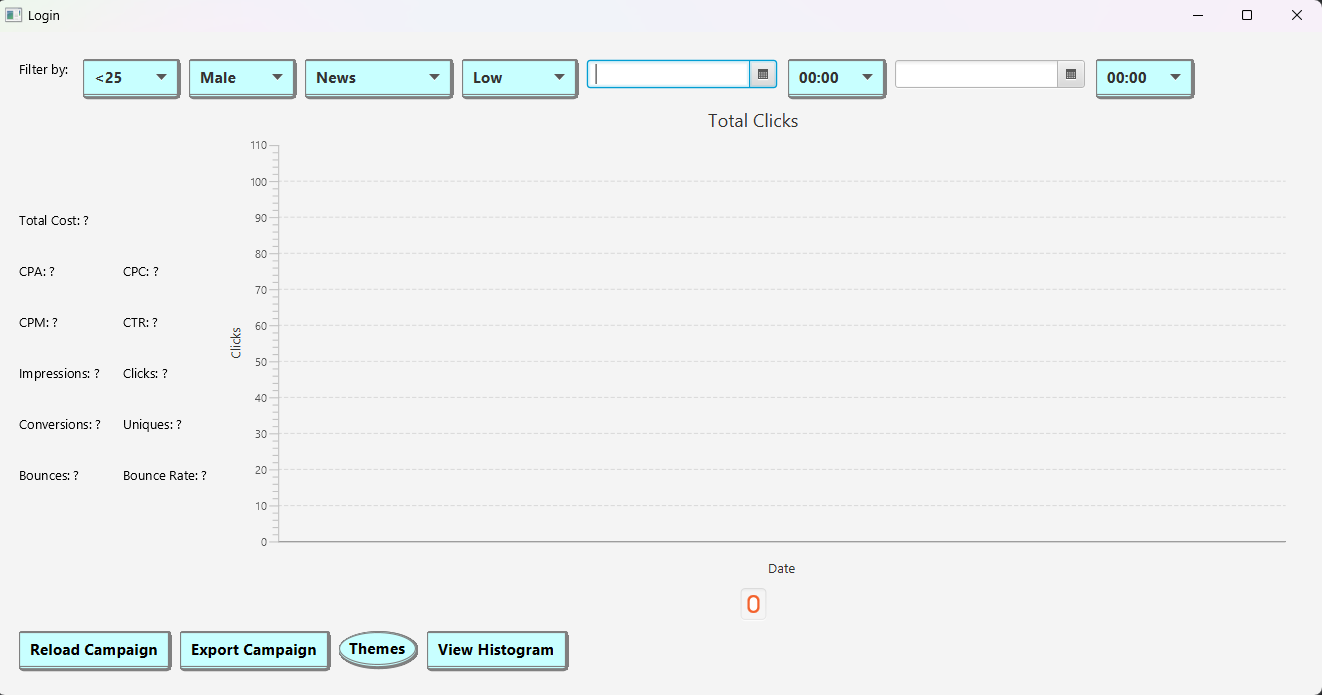 Login
Filter by: <25 Male News Low 00:00 00:00
Total Clicks
110
100
90
80
70
60
50
40
30
20
10
0
Clicks
Total Cost: ?
CPA: ? CPC: ?
CPM: ? CTR: ?
Impressions: ? Clicks: ?
Conversions: ? Uniques: ?
Bounces: ? Bounce Rate: ?
Date
Reload Campaign Export Campaign Themes View Histogram